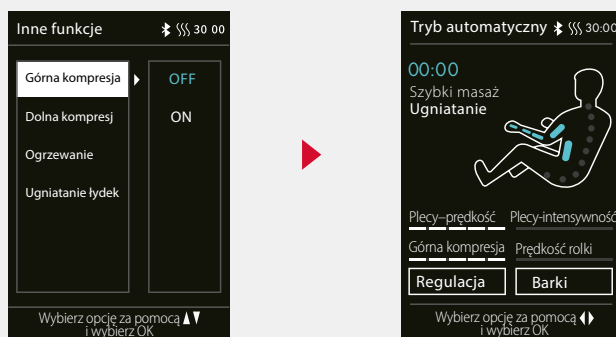 Inne funkcje 30 00
Górna kompresja OFF
Dolna kompresj ON
Ogrzewanie
Ugniatanie łydek
Wybierz opcję za pomocą
i wybierz OK
Tryb automatyczny 30:00
00:00
Szybki masaż
Ugniatanie
Plecy–prędkość Plecy-intensywność
Górna kompresja Prędkość rolki
Regulacja Barki
Wybierz opcję za pomocą
i wybierz OK